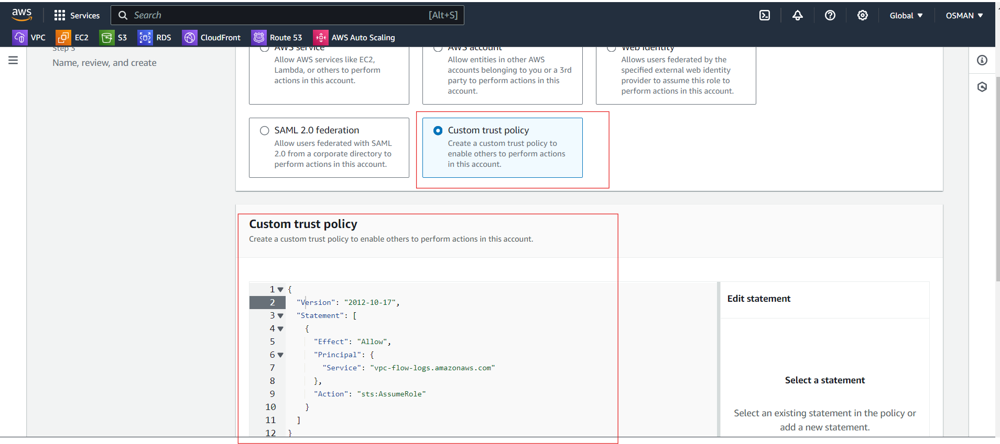 aws
Services
Search
[Alt+S]
Global
OSMAN
VPC
EC2
S3
RDS
CloudFront
Route 53
AWS Auto Scaling
Step 3
Name, review, and create
AWS service
Allow AWS services like EC2,
Lambda, or others to perform
actions in this account.
AWS account
Allow entities in other AWS
accounts belonging to you or a 3rd
party to perform actions in this
account.
Web identity
Allows users federated by the
specified external web identity
provider to assume this role to
perform actions in this account.
SAML 2.0 federation
Allow users federated with SAML
2.0 from a corporate directory to
perform actions in this account.
Custom trust policy
Create a custom trust policy to
enable others to perform actions
in this account.
Custom trust policy
Create a custom trust policy to enable others to perform actions in this account.
1 {
2 "Version": "2012-10-17",
3 "Statement": [
4 {
5 "Effect": "Allow",
6 "Principal": {
7 "Service": "vpc-flow-logs.amazonaws.com"
8 },
9 "Action": "sts:AssumeRole"
10 }
11 ]
12 }
Edit statement
Select a statement
Select an existing statement in the policy or
add a new statement.